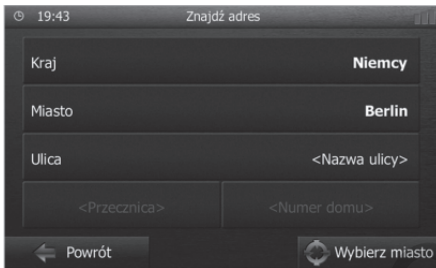 19:43 Znajdź adres
Kraj Niemcy
Miasto Berlin
Ulica <Nazwa ulicy>
<Przecznica> <Numer domu>
Powrót Wybierz miasto